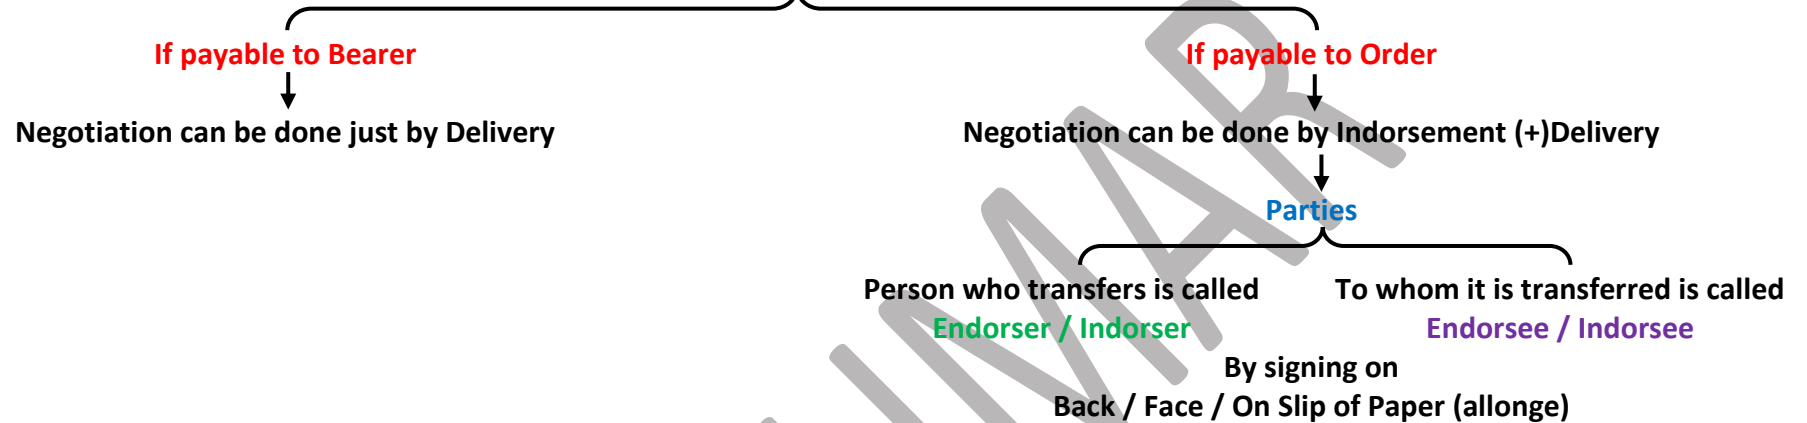 If payable to Bearer
If payable to Order
Negotiation can be done just by Delivery
Negotiation can be done by Indorsement (+)Delivery
Parties
Person who transfers is called
To whom it is transferred is called
Endorser / Indorser
Endorsee / Indorsee
By signing on
Back / Face / On Slip of Paper (allonge)